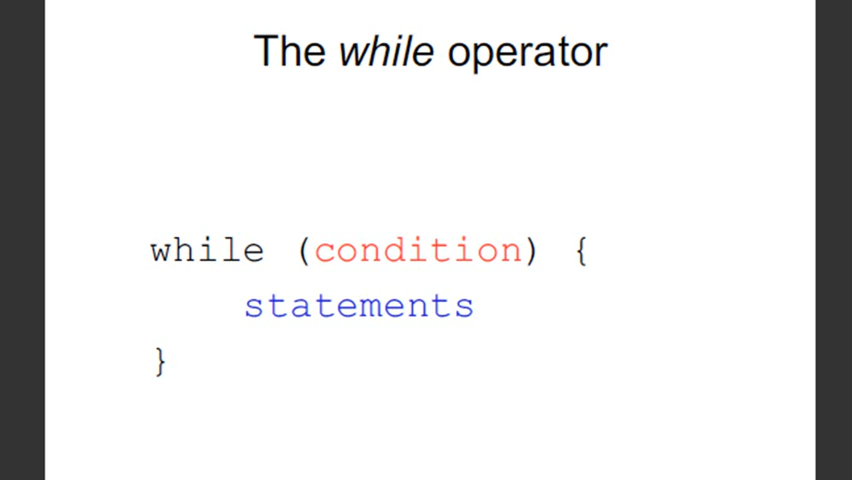 The while operator
while (condition) {
statements
}